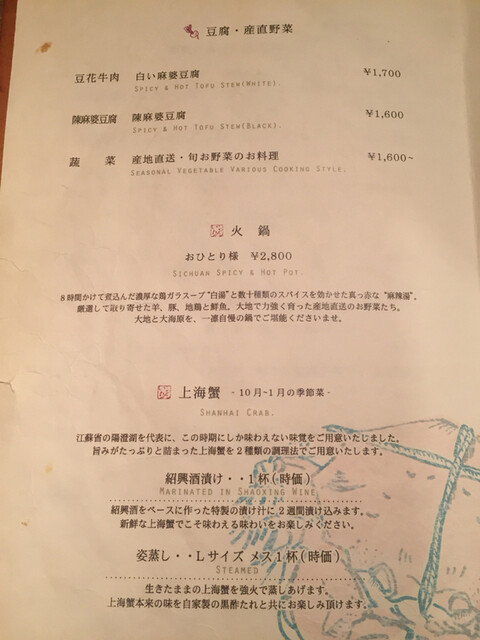 豆腐・産直野菜
豆花牛肉 白い麻婆豆腐 ¥1,700
Spicy & Hot Tofu Stew(White).
陳麻婆豆腐 陳麻婆豆腐 ¥1,600
Spicy & Hot Tofu Stew(Black).
蔬菜 産地直送・旬お野菜のお料理 ¥1,600~
Seasonal Vegetable Various Cooking Style.
火鍋
おひとり様 ¥2,800
Sichuan Spicy & Hot Pot.
8時間かけて煮込んだ濃厚な鶏ガラスープ“白湯”と数十種類のスパイスを効かせた真っ赤な “麻辣湯”。
厳選して取り寄せた羊、豚、地鶏と鮮魚。大地で力強く育った産地直送のお野菜たち。
大地と大海原を、一凛自慢の鍋でご堪能くださいませ。
上海蟹 -10月~1月の季節菜-
Shanhai Crab.
江蘇省の陽澄湖を代表に、この時期にしか味わえない味覚をご用意いたしました。
旨みがたっぷりと詰まった上海蟹を2種類の調理法でご用意いたします。
紹興酒漬け・・1杯(時価)
Marinated in Shaoxing Wine
紹興酒をベースに作った特製の漬け汁に2週間漬け込みます。
新鮮な上海蟹でこそ味わえる味わいをお楽しみください。
姿蒸し・・Lサイズ メス1杯(時価)
Steamed
生きたままの上海蟹を強火で蒸しあげます。
上海蟹本来の味を自家製の黒酢たれと共にお楽しみ頂けます。